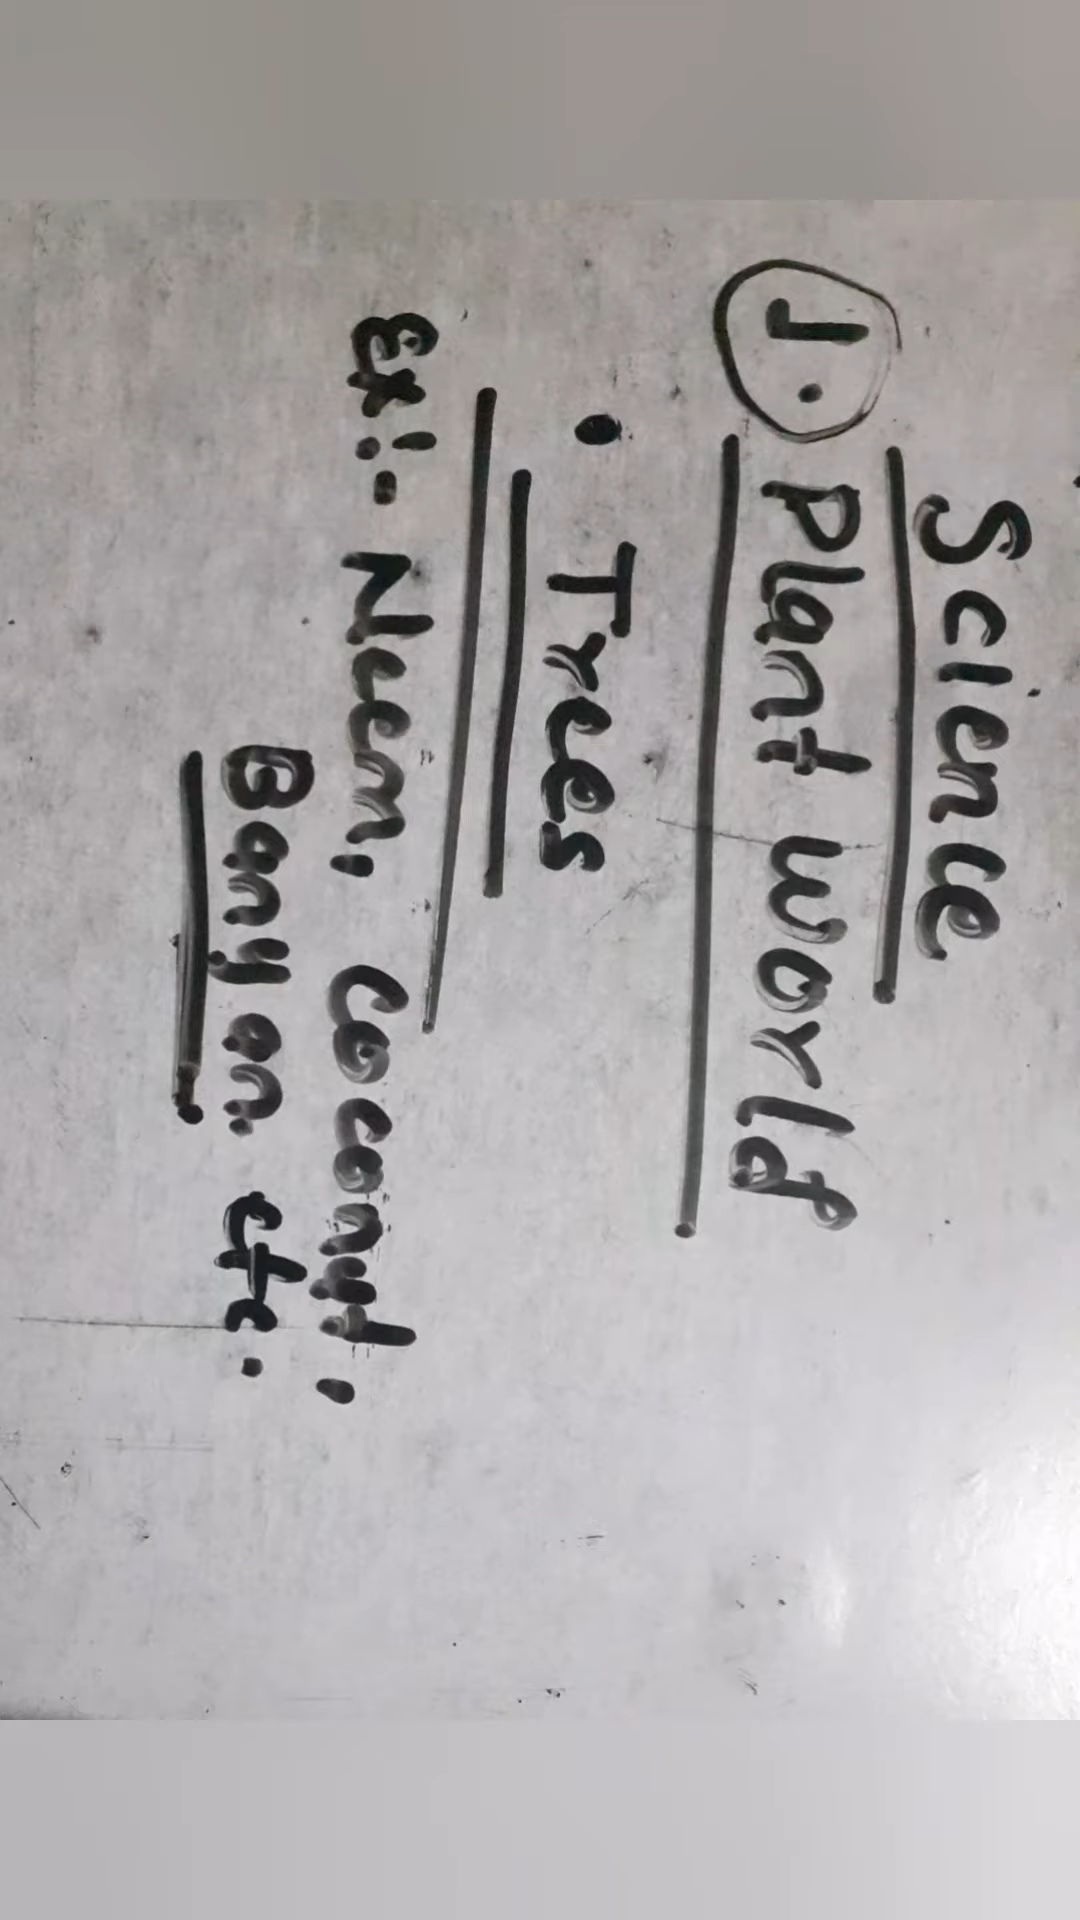 Science
1. Plant world
• Trees
Ex:- Neem, Coconut,
Banyan etc.